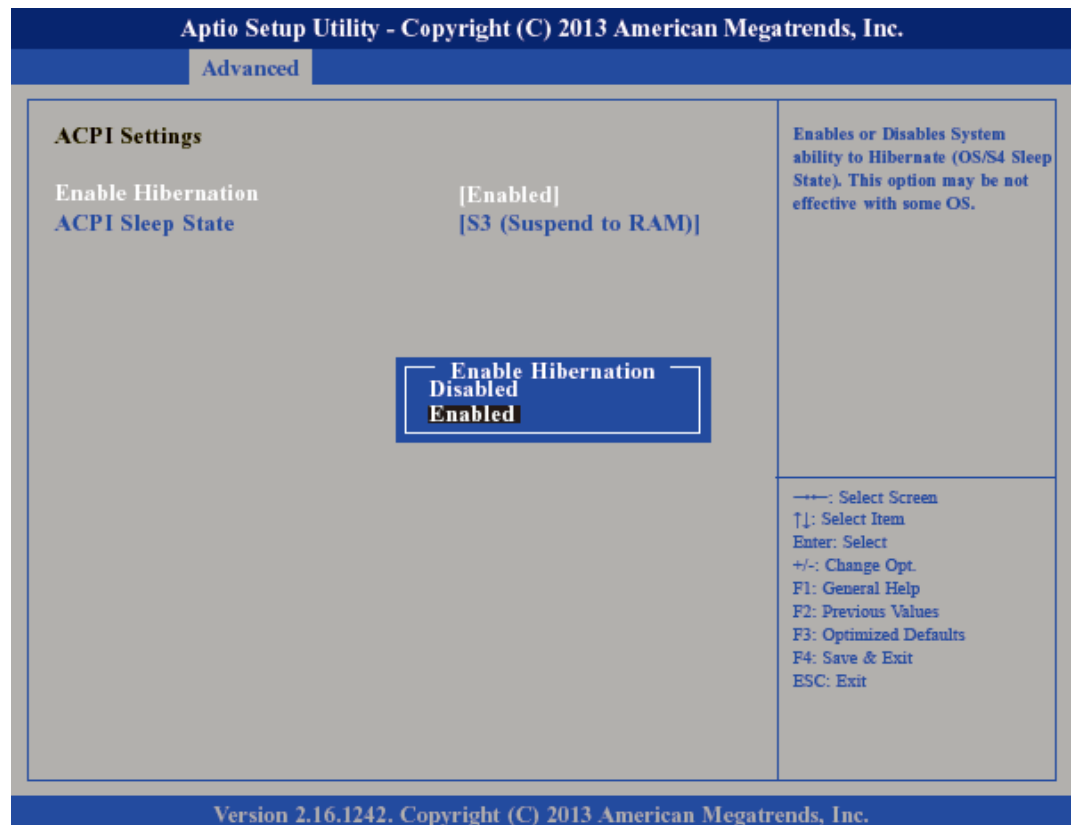 Aptio Setup Utility - Copyright (C) 2013 American Megatrends, Inc.
Advanced
ACPI Settings
Enable Hibernation [Enabled]
ACPI Sleep State [S3 (Suspend to RAM)]
Enable Hibernation
Disabled
Enabled
Enables or Disables System
ability to Hibernate (OS/S4 Sleep
State). This option may be not
effective with some OS.
→←: Select Screen
↑↓: Select Item
Enter: Select
+/-: Change Opt.
F1: General Help
F2: Previous Values
F3: Optimized Defaults
F4: Save & Exit
ESC: Exit
Version 2.16.1242. Copyright (C) 2013 American Megatrends, Inc.